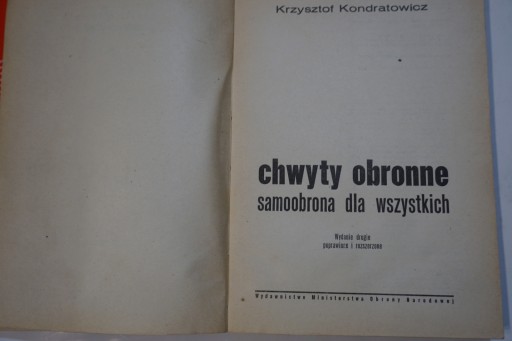 Krzysztof Kondratowicz
chwyty obronne
samoobrona dla wszystkich
Wydanie drugie
poprawione i rozszerzone
Wydawnictwo Ministerstwa Obrony Narodowej